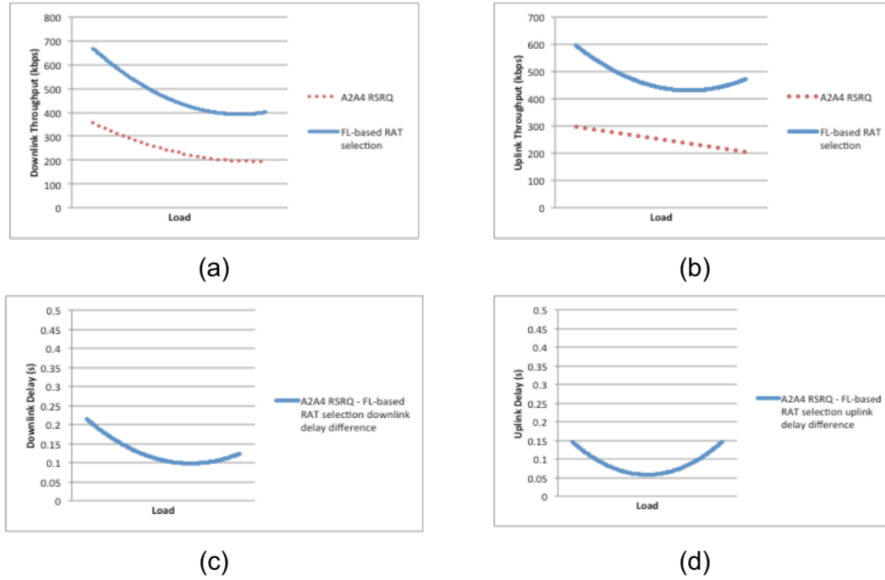 800
700
600
500
400
300
200
100
0
Downlink Throughput (kbps)
Load
A2A4 RSRQ
FL-based RAT
selection
(a)
700
600
500
400
300
200
100
0
Uplink Throughput (kbps)
Load
A2A4 RSRQ
FL-based RAT
selection
(b)
0.5
0.45
0.4
0.35
0.3
0.25
0.2
0.15
0.1
0.05
0
Downlink Delay (s)
Load
A2A4 RSRQ - FL-based
RAT selection downlink
delay difference
(c)
0.5
0.45
0.4
0.35
0.3
0.25
0.2
0.15
0.1
0.05
0
Uplink Delay (s)
Load
A2A4 RSRQ - FL-based
RAT selection uplink
delay difference
(d)